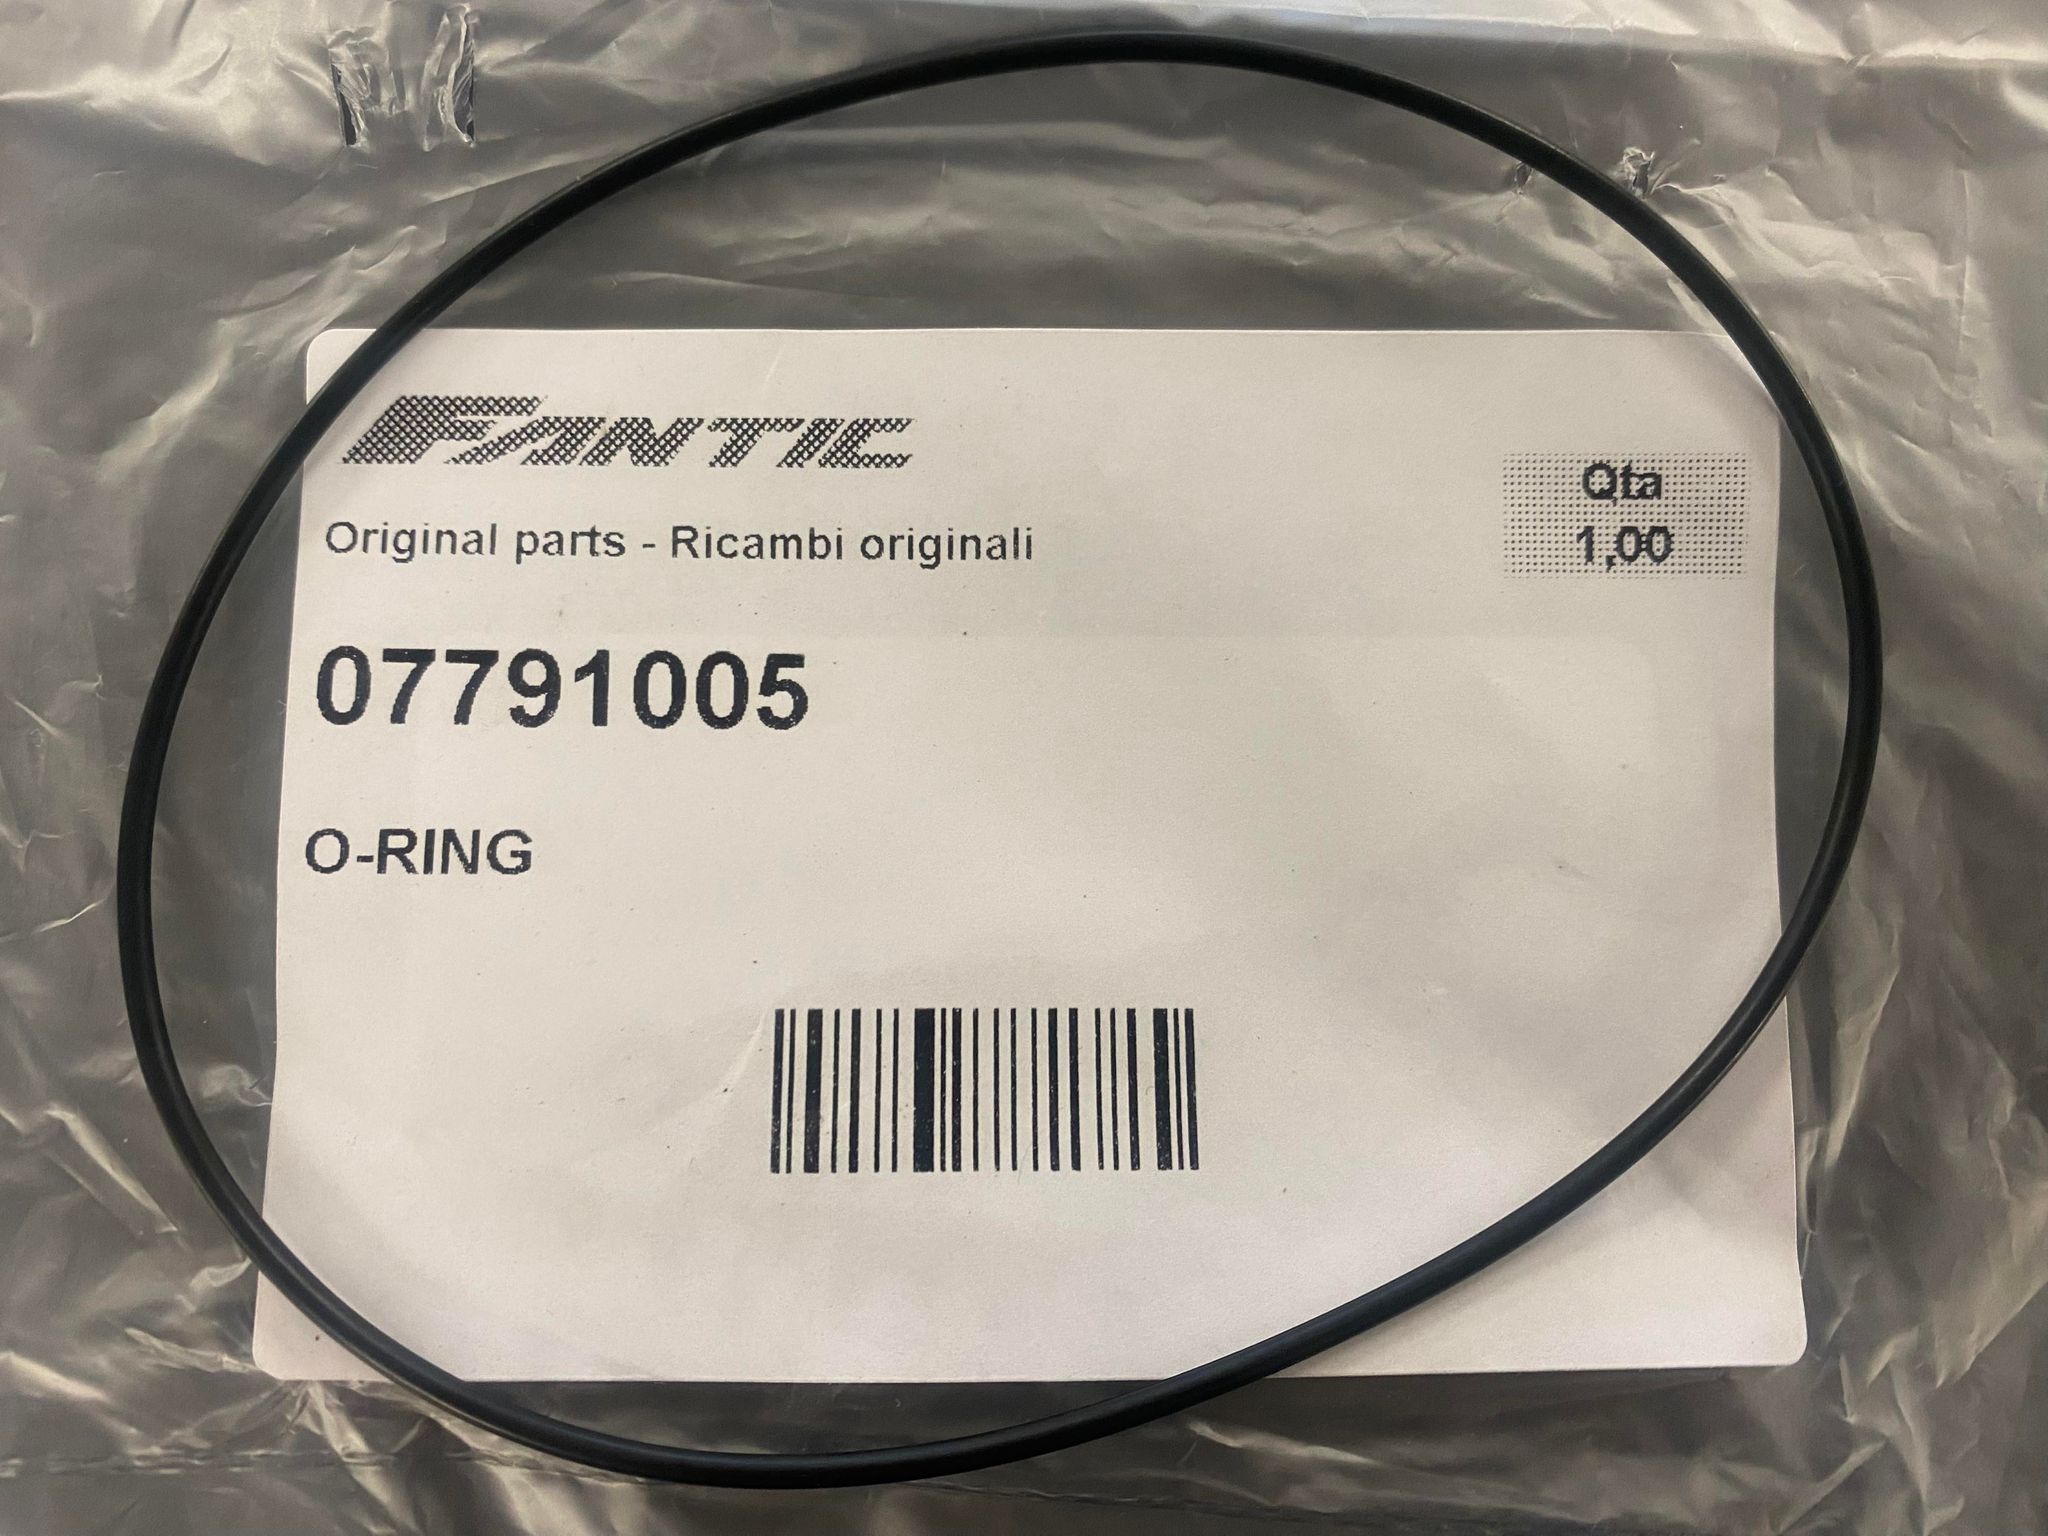 FANTIC
Original parts - Ricambi originali
Qta
1,00
07791005
O-RING